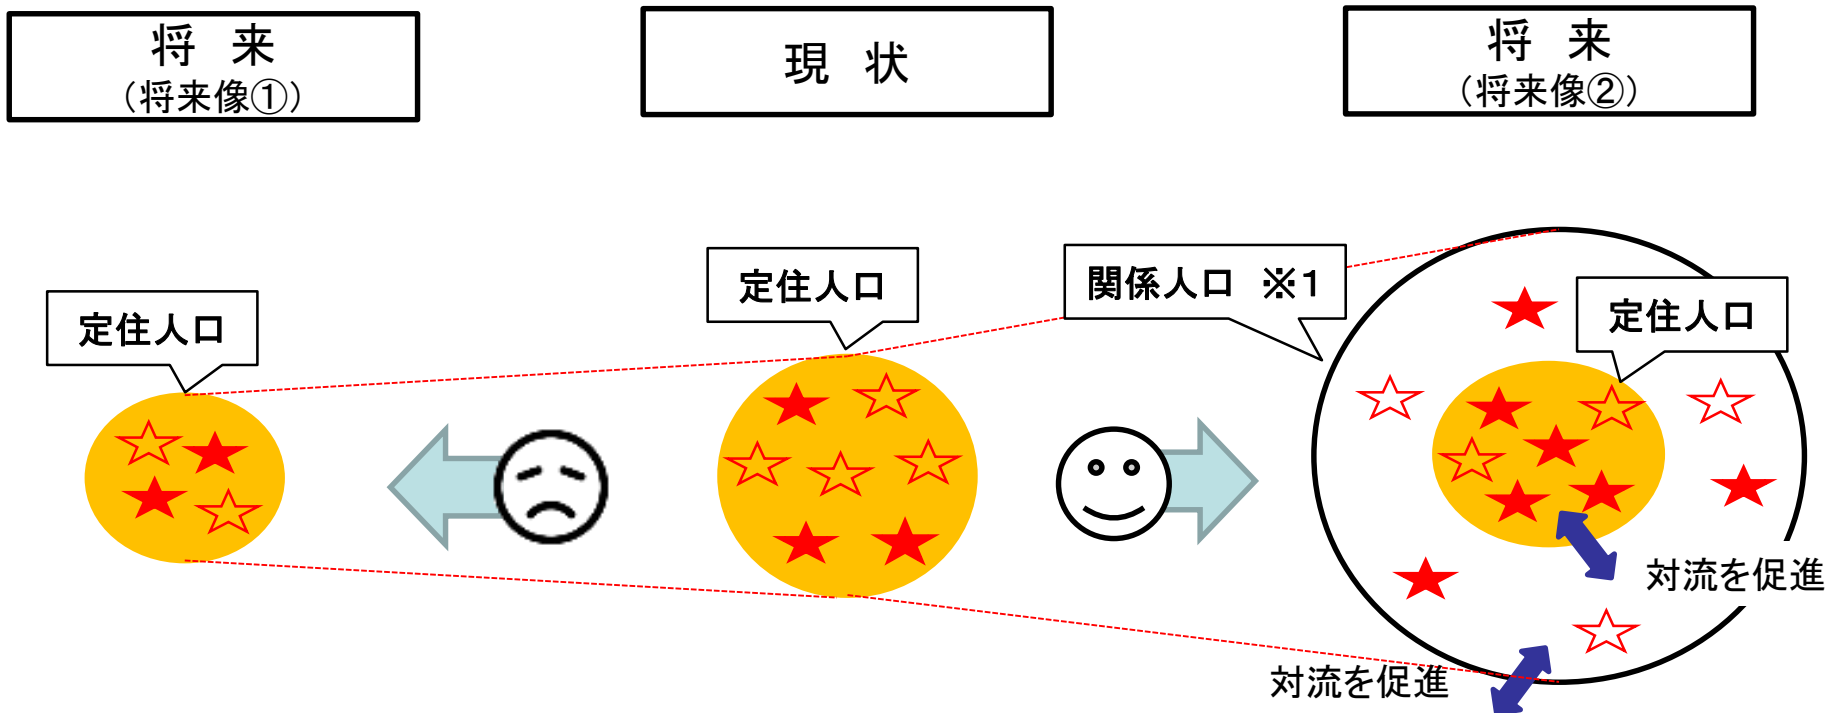 将 来
（将来像①）
現 状
将 来
（将来像②）
定住人口
定住人口
関係人口 ※１
定住人口
対流を促進
対流を促進